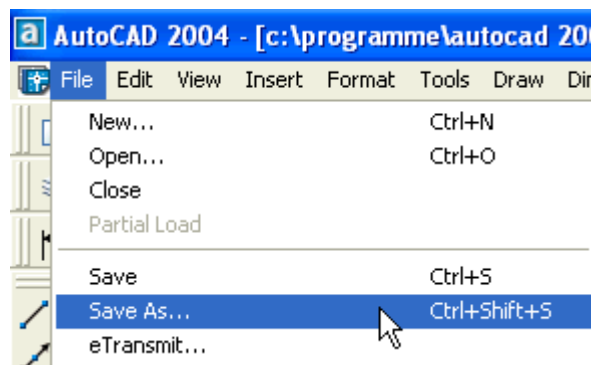 a AutoCAD 2004 - [c:\programme\autocad
File Edit View Insert Format Tools Draw
New... Ctrl+N
Open... Ctrl+O
Close
Partial Load
Save Ctrl+S
Save As... Ctrl+Shift+S
eTransmit...